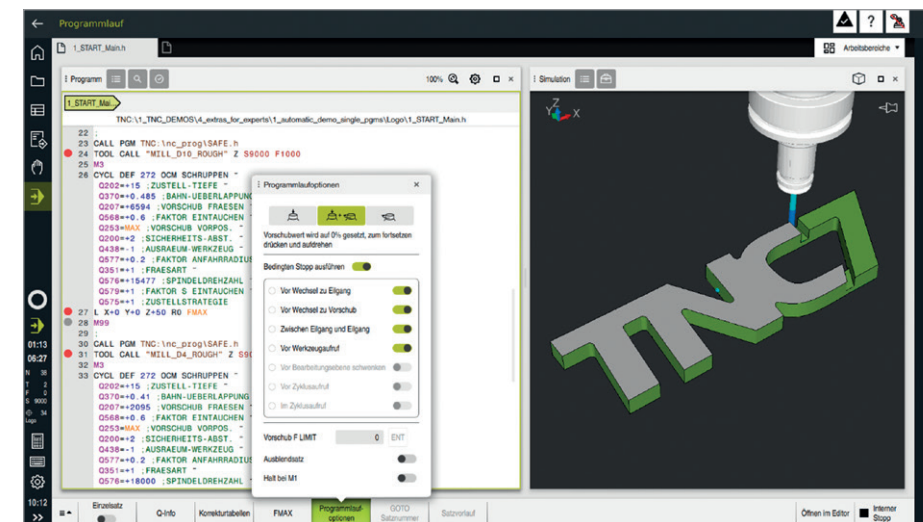 Programmlauf
?
1_START_Main.h
Arbeitsbereiche
Programm
100%
Simulation
1_START_Mai...
TNC:\1_TNC_DEMOS\4_extras_for_experts\1_automatic_demo_single_pgms\Logo\1_START_Main.h
22 ;
23 CALL PGM TNC:\nc_prog\SAFE.h
24 TOOL CALL "MILL_D10_ROUGH" Z S9000 F1000
25 M3
26 CYCL DEF 272 OCM SCHRUPPEN ~
Q202=+15 ;ZUSTELL-TIEFE ~
Q370=+0.485 ;BAHN-UEBERLAPPUNG
Q207=+6594 ;VORSCHUB FRAESEN ~
Q568=+0.6 ;FAKTOR EINTAUCHEN ~
Q253=MAX ;VORSCHUB VORPOS. ~
Q200=+2 ;SICHERHEITS-ABST. ~
Q438=-1 ;AUSRAEUM-WERKZEUG ~
Q577=+0.2 ;FAKTOR ANFAHRRADIUS
Q351=+1 ;FRAESART ~
Q576=+15477 ;SPINDELDREHZAHL ~
Q579=+1 ;FAKTOR S EINTAUCHEN
Q575=+1 ;ZUSTELLSTRATEGIE
27 L X+0 Y+0 Z+50 R0 FMAX
28 M99
29 ;
30 CALL PGM TNC:\nc_prog\SAFE.h
31 TOOL CALL "MILL_D4_ROUGH" Z S90
32 M3
33 CYCL DEF 272 OCM SCHRUPPEN ~
Q202=+15 ;ZUSTELL-TIEFE ~
Q370=+0.41 ;BAHN-UEBERLAPPUNG
Q207=+2095 ;VORSCHUB FRAESEN ~
Q568=+0.6 ;FAKTOR EINTAUCHEN ~
Q253=MAX ;VORSCHUB VORPOS. ~
Q200=+2 ;SICHERHEITS-ABST. ~
Q438=-1 ;AUSRAEUM-WERKZEUG ~
Q577=+0.2 ;FAKTOR ANFAHRRADIUS
Q351=+1 ;FRAESART ~
Q576=+18000 ;SPINDELDREHZAHL ~
Programmlaufoptionen
Vorschubwert wird auf 0% gesetzt, zum fortsetzen
drücken und aufdrehen
Bedingten Stopp ausführen
Vor Wechsel zu Eilgang
Vor Wechsel zu Vorschub
Zwischen Eilgang und Eilgang
Vor Werkzeugaufruf
Vor Bearbeitungsebene schwenken
Vor Zyklusaufruf
Im Zyklusaufruf
Vorschub F LIMIT 0 ENT
Ausblendsatz
Halt bei M1
Z
Y
X
TNC
01:13
06:27
N 38
T 2
F 0
S 9000
34
Logo
10:12
Einzelsatz
Q-Info
Korrekturtabellen
FMAX
Programmlauf-
optionen
GOTO
Satznummer
Satzvorlauf
Öffnen im Editor
Interner
Stopp